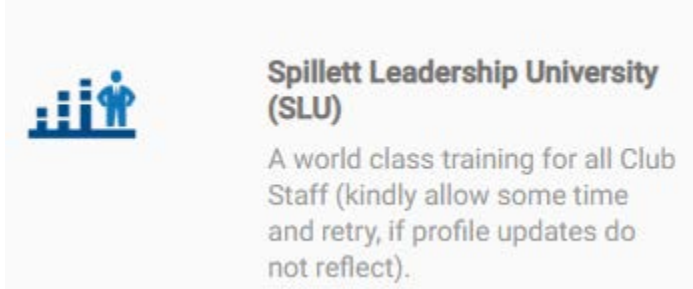 Spillett Leadership University
(SLU)
A world class training for all Club
Staff (kindly allow some time
and retry, if profile updates do
not reflect).